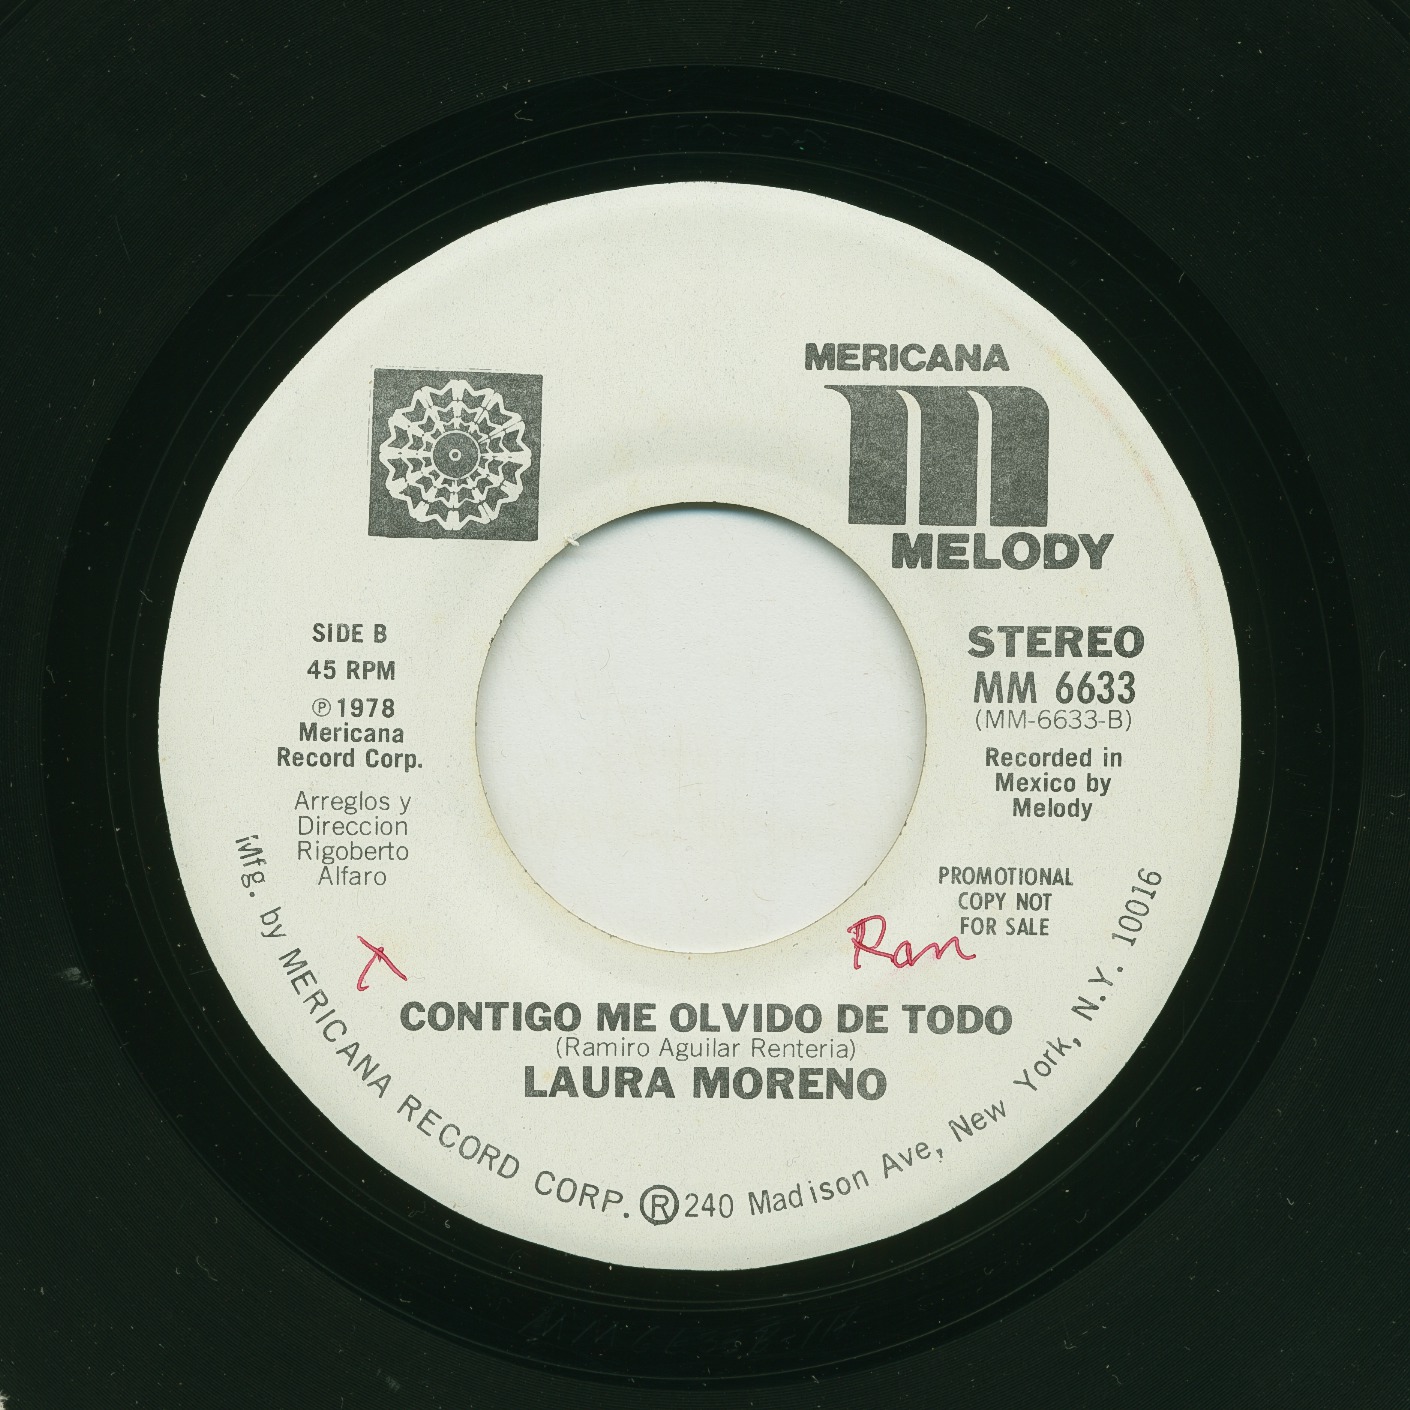 MERICANA
MELODY
SIDE B
45 RPM
Ⓟ1978
Mericana
Record Corp.
Arreglos y
Direccion
Rigoberto
Alfaro
STEREO
MM 6633
(MM-6633-B)
Recorded in
Mexico by
Melody
PROMOTIONAL
COPY NOT
FOR SALE
X
Ran
CONTIGO ME OLVIDO DE TODO
(Ramiro Aguilar Renteria)
LAURA MORENO
Mfg. by MERICANA RECORD CORP. ® 240 Madison Ave, New York, N.Y. 10016